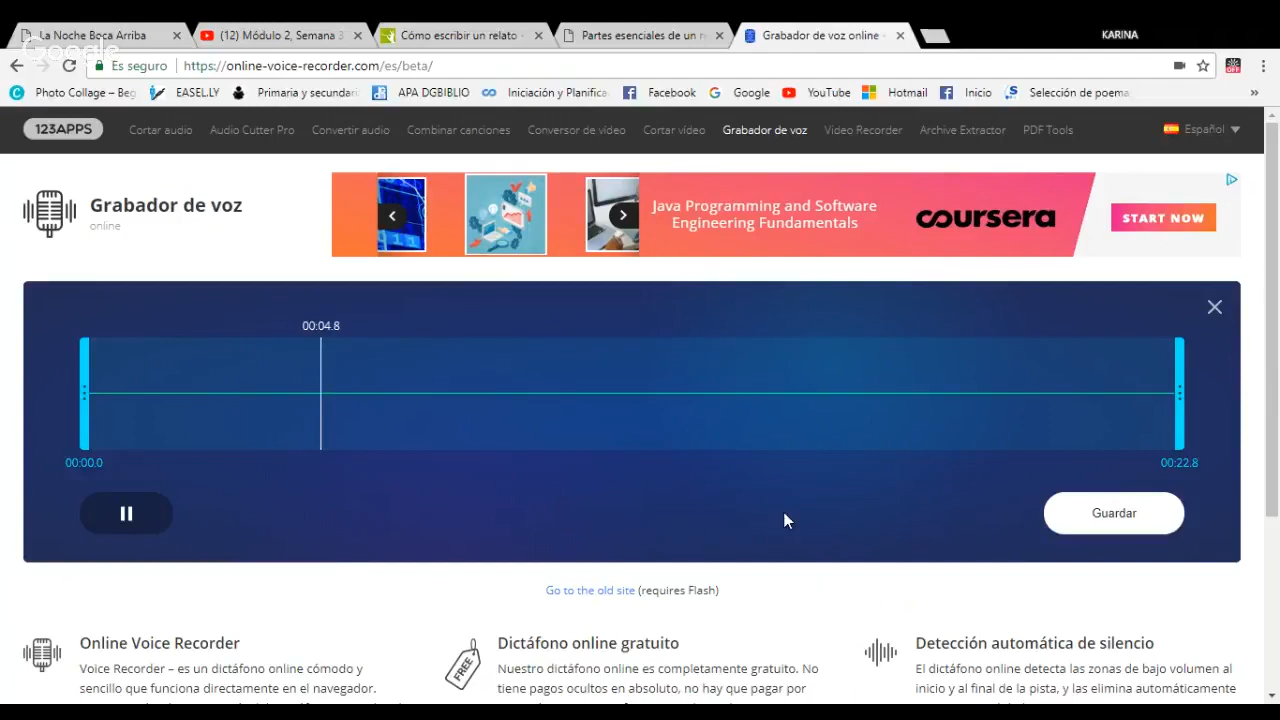 La Noche Boca Arriba
(12) Módulo 2, Semana 3
Cómo escribir un relato
Partes esenciales de un r
Grabador de voz online
KARINA
Google
Es seguro
https://online-voice-recorder.com/es/beta/
Photo Collage – Beg
EASEL.LY
Primaria y secundari
APA DGBIBLIO
Iniciación y Planifica
Facebook
Google
YouTube
Hotmail
Inicio
Selección de poema
»
123APPS
Cortar audio
Audio Cutter Pro
Convertir audio
Combinar canciones
Conversor de vídeo
Cortar vídeo
Grabador de voz
Video Recorder
Archive Extractor
PDF Tools
Español
Grabador de voz
online
Java Programming and Software
Engineering Fundamentals
coursera
START NOW
00:04.8
00:00.0
00:22.8
Guardar
Go to the old site (requires Flash)
Online Voice Recorder
Voice Recorder – es un dictáfono online cómodo y
sencillo que funciona directamente en el navegador.
FREE
Dictáfono online gratuito
Nuestro dictáfono online es completamente gratuito. No
tiene pagos ocultos en absoluto, no hay que pagar por
Detección automática de silencio
El dictáfono online detecta las zonas de bajo volumen al
inicio y al final de la pista, y las elimina automáticamente